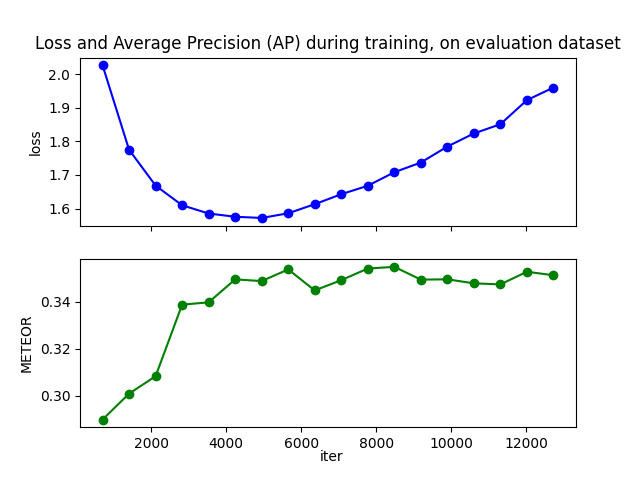 Loss and Average Precision (AP) during training, on evaluation dataset
2.0
1.9
1.8
1.7
1.6
loss
0.34
0.32
0.30
METEOR
2000 4000 6000 8000 10000 12000
iter